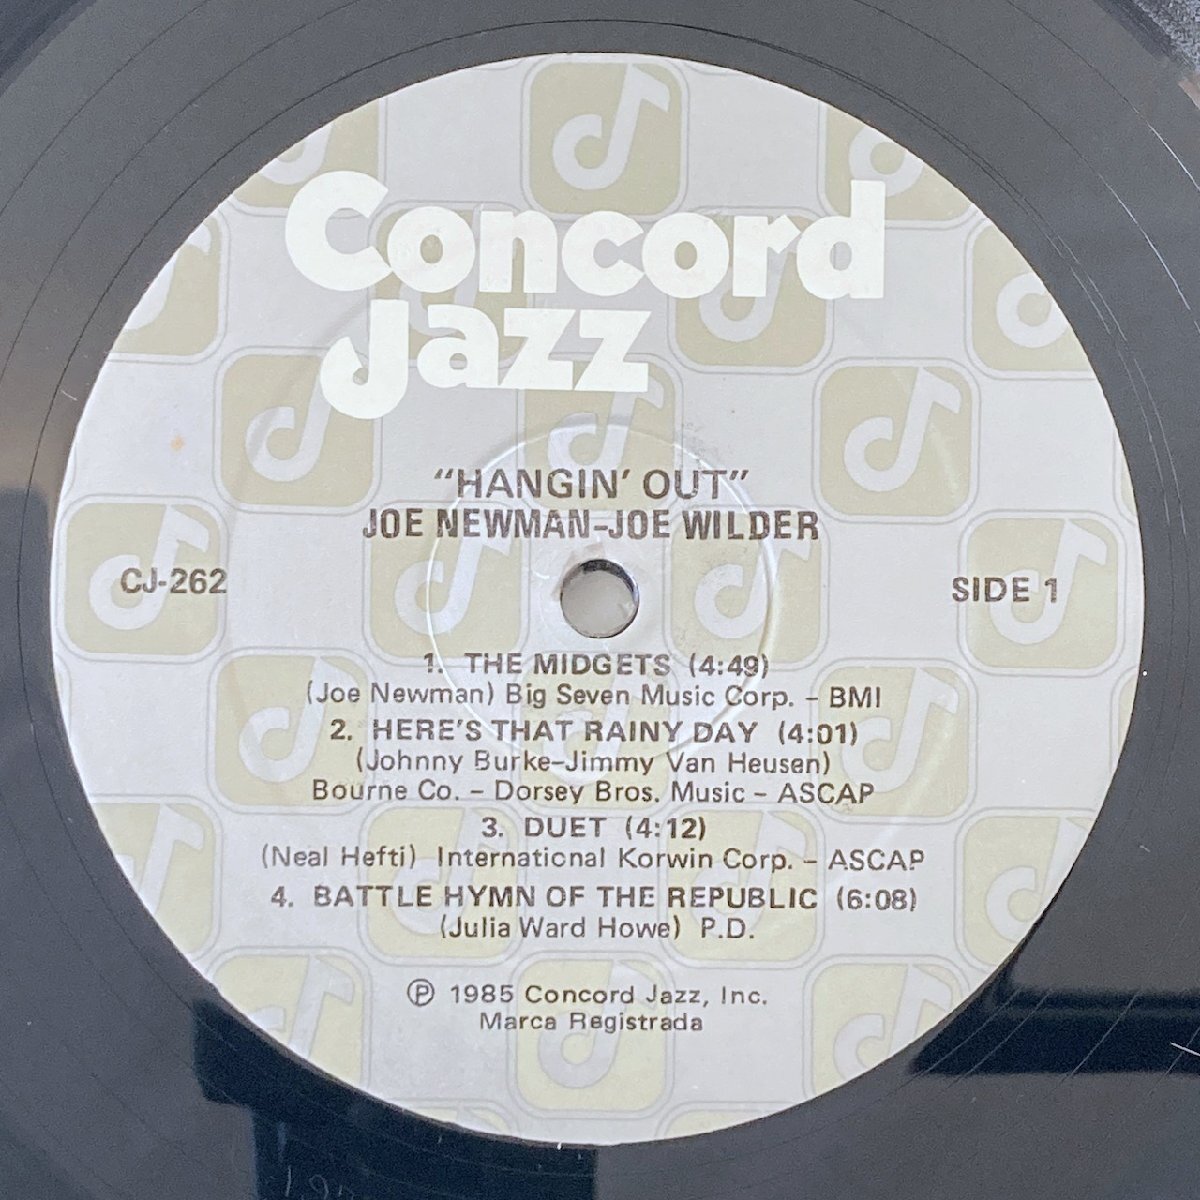 Concord
Jazz
"HANGIN' OUT"
JOE NEWMAN-JOE WILDER
CJ-262
SIDE 1
1. THE MIDGETS (4:49)
(Joe Newman) Big Seven Music Corp. – BMI
2. HERE'S THAT RAINY DAY (4:01)
(Johnny Burke-Jimmy Van Heusen)
Bourne Co. – Dorsey Bros. Music – ASCAP
3. DUET (4:12)
(Neal Hefti) International Korwin Corp. – ASCAP
4. BATTLE HYMN OF THE REPUBLIC (6:08)
(Julia Ward Howe) P.D.
℗ 1985 Concord Jazz, Inc.
Marca Registrada